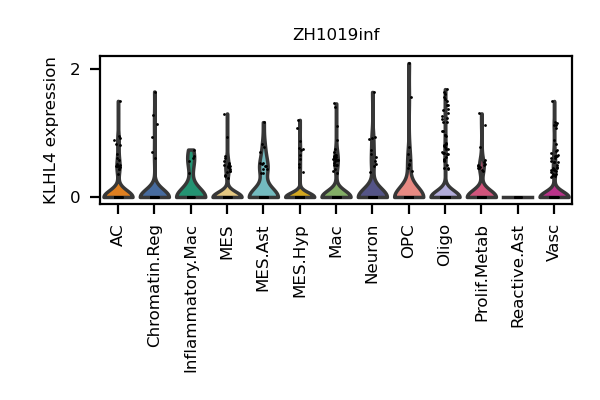 ZH1019inf
KLHL4 expression
2
0
AC
Chromatin.Reg
Inflammatory.Mac
MES
MES.Ast
MES.Hyp
Mac
Neuron
OPC
Oligo
Prolif.Metab
Reactive.Ast
Vasc